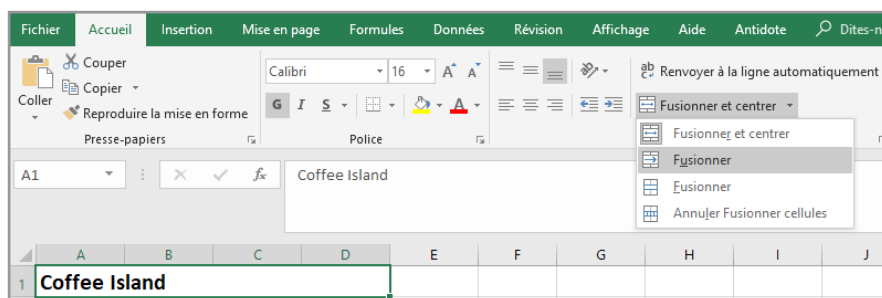 Fichier Accueil Insertion Mise en page Formules Données Révision Affichage Aide Antidote Dites-n
Couper
Copier
Coller
Reproduire la mise en forme
Presse-papiers
Calibri 16 A A
G I S A
Police
ab Renvoyer à la ligne automatiquement
Fusionner et centrer
Fusionner et centrer
Fusionner
Fusionner
Annuler Fusionner cellules
A1 fx Coffee Island
A B C D E F G H I J
1 Coffee Island